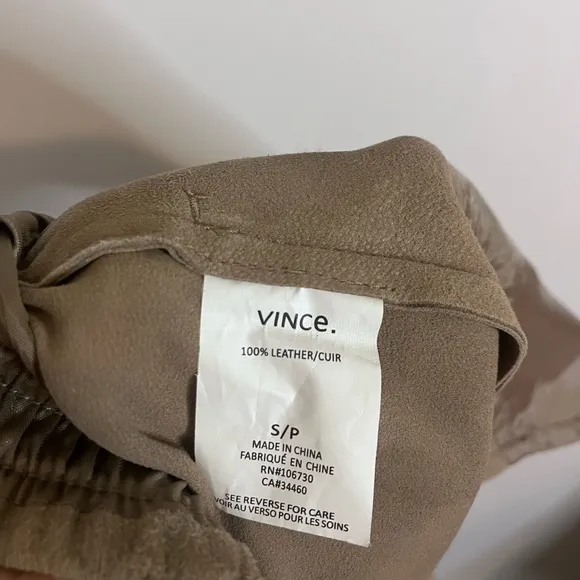 VINCe.
100% LEATHER/CUIR
S/P
MADE IN CHINA
FABRIQUÉ EN CHINE
RN#106730
CA#34460
SEE REVERSE FOR CARE
VOIR AU VERSO POUR LES SOINS